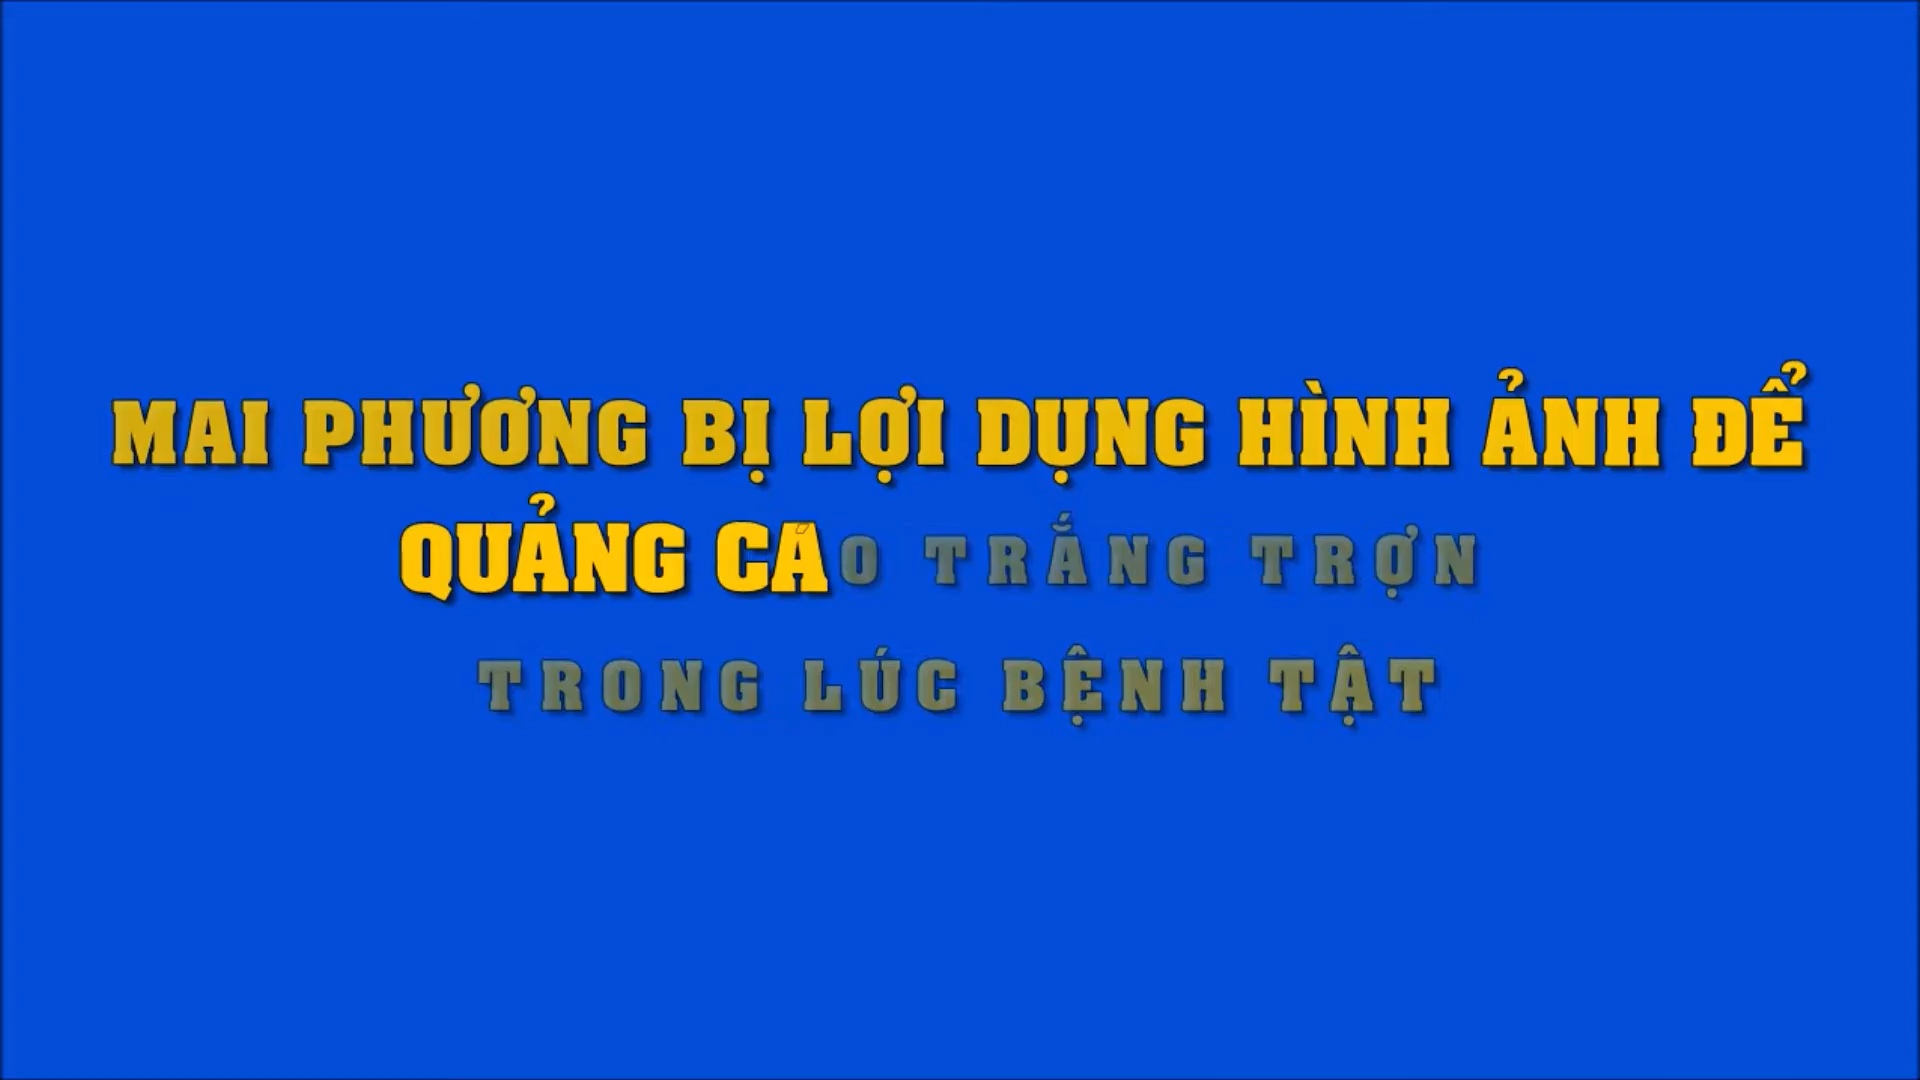 MAI PHƯƠNG BỊ LỢI DỤNG HÌNH ẢNH ĐỂ
QUẢNG CÁO TRẮNG TRỢN
TRONG LÚC BỆNH TẬT